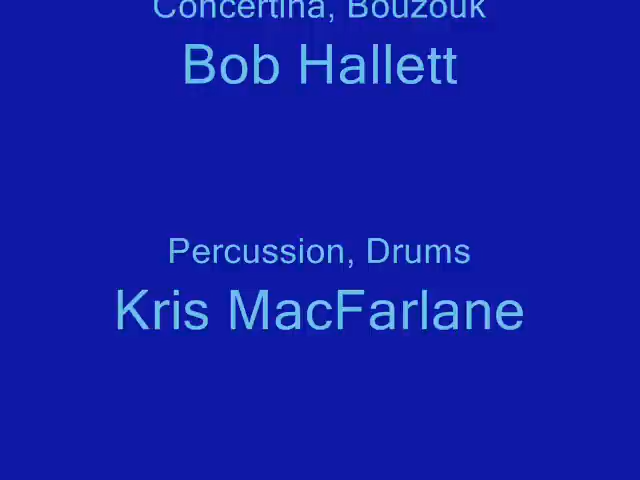 Concertina, Bouzouk
Bob Hallett
Percussion, Drums
Kris MacFarlane